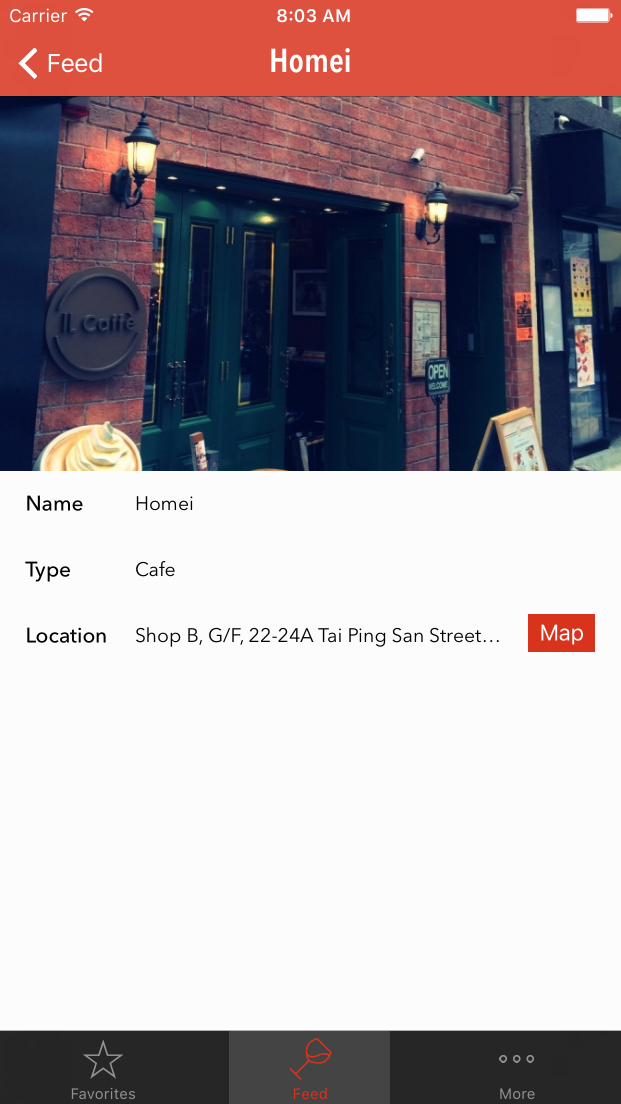 Carrier 8:03 AM
Feed Homei
IL Caffè
OPEN
WELCOME
Name Homei
Type Cafe
Location Shop B, G/F, 22-24A Tai Ping San Street… Map
Favorites Feed More